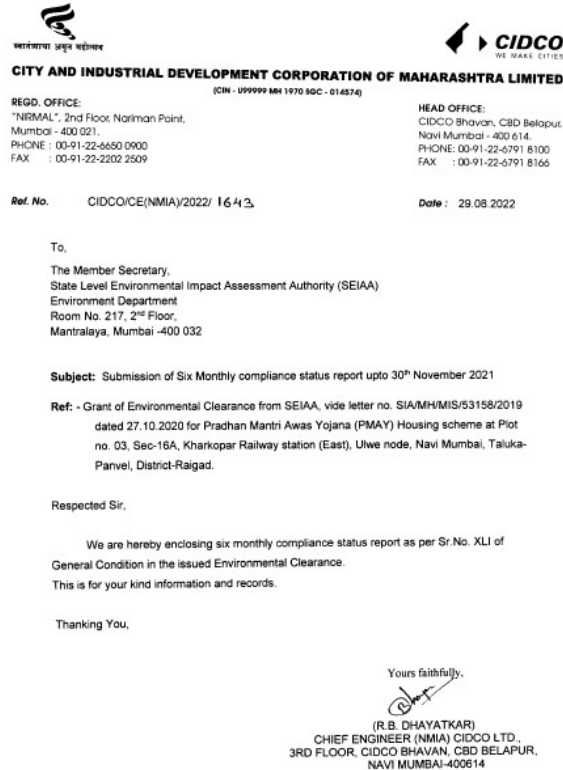 स्वातंत्र्याचा अमृत महोत्सव
CIDCO
WE MAKE CITIES
CITY AND INDUSTRIAL DEVELOPMENT CORPORATION OF MAHARASHTRA LIMITED
(CIN - U99999 MH 1970 SGC - 014574)
REGD. OFFICE:
"NIRMAL", 2nd Floor, Nariman Point,
Mumbai - 400 021.
PHONE : 00-91-22-6650 0900
FAX : 00-91-22-2202 2509
HEAD OFFICE:
CIDCO Bhavan, CBD Belapur,
Navi Mumbai - 400 614.
PHONE: 00-91-22-6791 8100
FAX : 00-91-22-6791 8166
Ref. No. CIDCO/CE(NMIA)/2022/ 1643
Date : 29.08.2022
To,
The Member Secretary,
State Level Environmental Impact Assessment Authority (SEIAA)
Environment Department
Room No. 217, 2nd Floor,
Mantralaya, Mumbai -400 032
Subject: Submission of Six Monthly compliance status report upto 30th November 2021
Ref: - Grant of Environmental Clearance from SEIAA, vide letter no. SIA/MH/MIS/53158/2019
dated 27.10.2020 for Pradhan Mantri Awas Yojana (PMAY) Housing scheme at Plot
no. 03, Sec-16A, Kharkopar Railway station (East), Ulwe node, Navi Mumbai, Taluka-
Panvel, District-Raigad.
Respected Sir,
We are hereby enclosing six monthly compliance status report as per Sr.No. XLI of
General Condition in the issued Environmental Clearance.
This is for your kind information and records.
Thanking You,
Yours faithfully,
(R.B. DHAYATKAR)
CHIEF ENGINEER (NMIA) CIDCO LTD.,
3RD FLOOR, CIDCO BHAVAN, CBD BELAPUR,
NAVI MUMBAI-400614